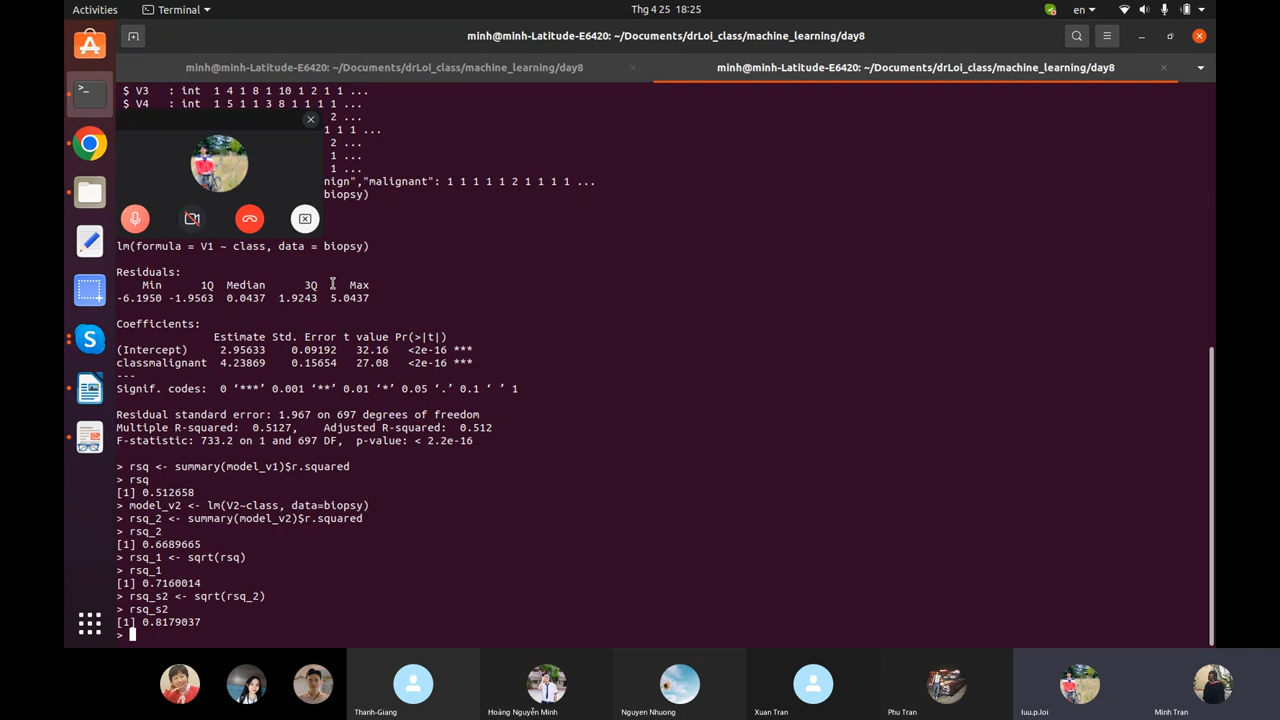 Activities
Terminal
Thg 4 25 18:25
en
minh@minh-Latitude-E6420: ~/Documents/drLoi_class/machine_learning/day8
minh@minh-Latitude-E6420: ~/Documents/drLoi_class/machine_learning/day8
minh@minh-Latitude-E6420: ~/Documents/drLoi_class/machine_learning/day8
$ V3 : int 1 4 1 8 1 10 1 2 1 1 ...
$ V4 : int 1 5 1 1 3 8 1 1 1 1 ...
2 ...
1 1 1 ...
2 ...
1 ...
1 ...
nign","malignant": 1 1 1 1 1 2 1 1 1 1 ...
biopsy)
lm(formula = V1 ~ class, data = biopsy)
Residuals:
Min 1Q Median 3Q Max
-6.1950 -1.9563 0.0437 1.9243 5.0437
Coefficients:
Estimate Std. Error t value Pr(>|t|)
(Intercept) 2.95633 0.09192 32.16 <2e-16 ***
classmalignant 4.23869 0.15654 27.08 <2e-16 ***
---
Signif. codes: 0 ‘***’ 0.001 ‘**’ 0.01 ‘*’ 0.05 ‘.’ 0.1 ‘ ’ 1
Residual standard error: 1.967 on 697 degrees of freedom
Multiple R-squared: 0.5127, Adjusted R-squared: 0.512
F-statistic: 733.2 on 1 and 697 DF, p-value: < 2.2e-16
> rsq <- summary(model_v1)$r.squared
> rsq
[1] 0.512658
> model_v2 <- lm(V2~class, data=biopsy)
> rsq_2 <- summary(model_v2)$r.squared
> rsq_2
[1] 0.6689665
> rsq_1 <- sqrt(rsq)
> rsq_1
[1] 0.7160014
> rsq_s2 <- sqrt(rsq_2)
> rsq_s2
[1] 0.8179037
>
Thanh-Giang
Hoàng Nguyễn Minh
Nguyen Nhuong
Xuan Tran
Phu Tran
luu.p.loi
Minh Tran